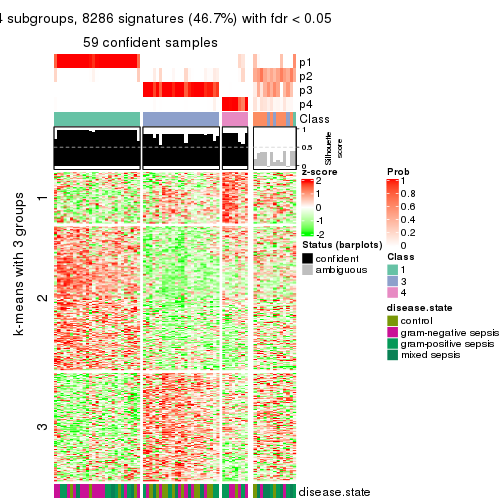 4 subgroups, 8286 signatures (46.7%) with fdr < 0.05
59 confident samples
p1
p2
p3
p4
Class
1
0.5
0
Silhouette
score
k-means with 3 groups
1
2
3
disease.state
z-score
2
1
0
-1
-2
Status (barplots)
confident
ambiguous
Prob
1
0.8
0.6
0.4
0.2
0
Class
1
3
4
disease.state
control
gram-negative sepsis
gram-positive sepsis
mixed sepsis